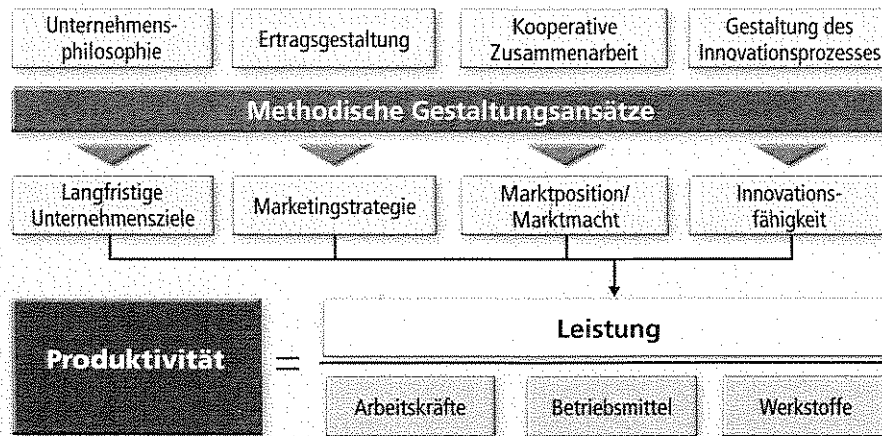 Unternehmens-
philosophie
Ertragsgestaltung
Kooperative
Zusammenarbeit
Gestaltung des
Innovationsprozesses
Methodische Gestaltungsansätze
Langfristige
Unternehmensziele
Marketingstrategie
Marktposition/
Marktmacht
Innovations-
fähigkeit
Produktivität
=
Leistung
Arbeitskräfte
Betriebsmittel
Werkstoffe